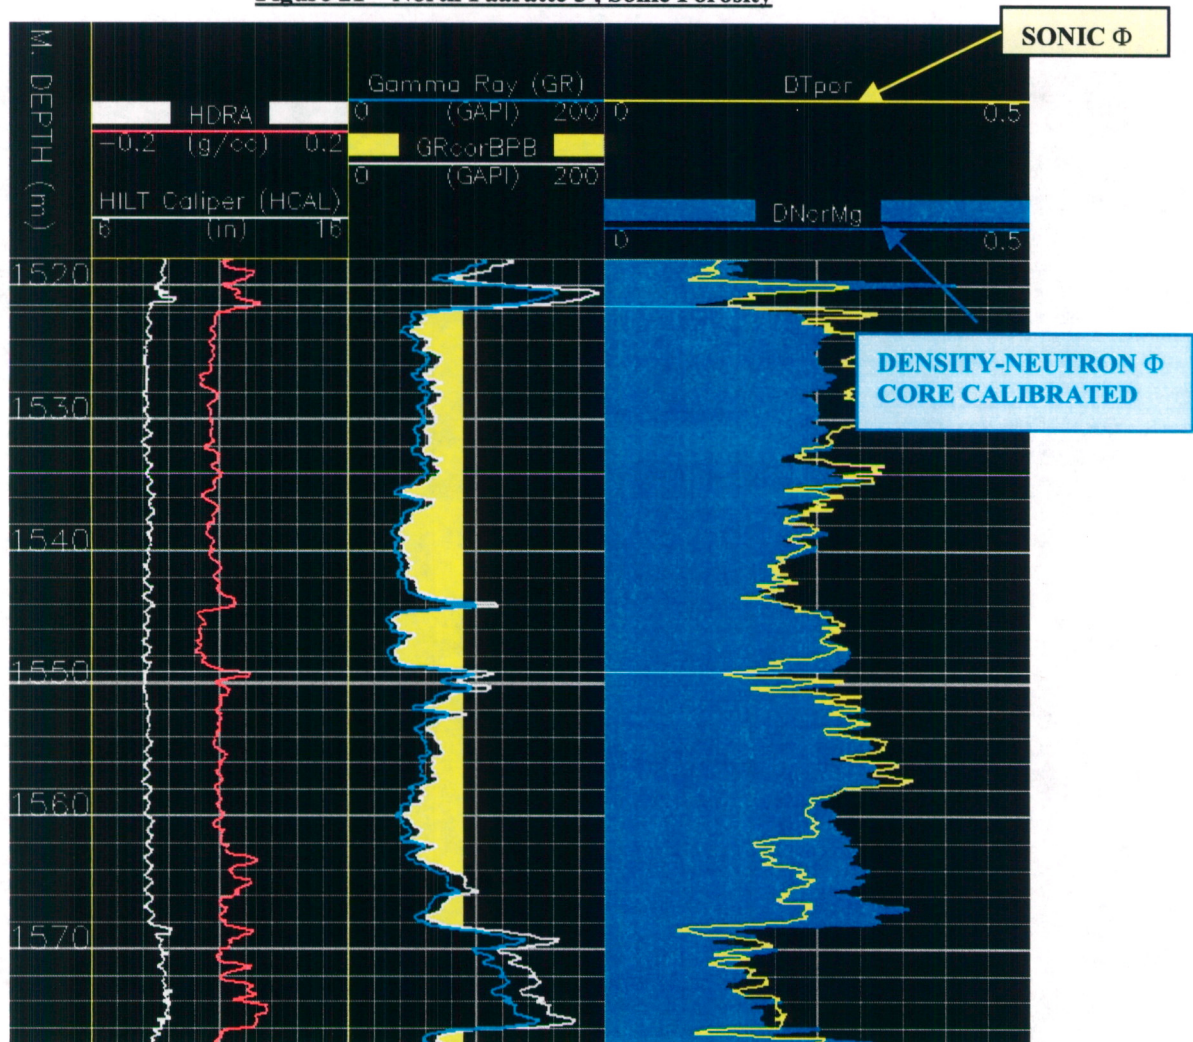 SONIC Φ
M. DEPTH (m)
HDRA
-0.2 (g/cc) 0.2
HILT Caliper (HCAL)
6 (in) 16
Gamma Ray (GR)
0 (GAPI) 200
GRcorBPB
0 (GAPI) 200
DTpor
0 0.5
DNorMg
0 0.5
DENSITY-NEUTRON Φ
CORE CALIBRATED
1520
1530
1540
1550
1560
1570